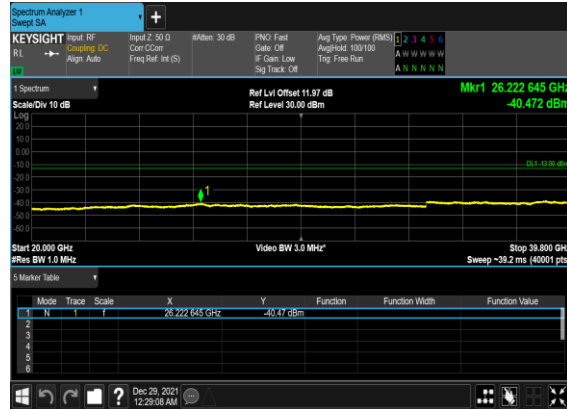 Spectrum Analyzer 1
Swept SA
+
KEYSIGHT Input: RF Input Z: 50 Ω #Atten: 30 dB PNO: Fast Avg Type: Power (RMS) 1 2 3 4 5 6
RL Coupling: DC Corr CCorr Gate: Off Avg|Hold: 100/100 A W W W W W
Align: Auto Freq Ref: Int (S) IF Gain: Low Trig: Free Run
Sig Track: Off A N N N N N
1 Spectrum Ref Lvl Offset 11.97 dB Mkr1 26.222 645 GHz
Scale/Div 10 dB Ref Level 30.00 dBm -40.472 dBm
Log
20.0
10.0
0.00
-10.0 DL1 -13.00 dBm
-20.0
-30.0 1
-40.0
-50.0
-60.0
Start 20.000 GHz Video BW 3.0 MHz* Stop 39.800 GHz
#Res BW 1.0 MHz Sweep ~39.2 ms (40001 pts)
5 Marker Table
Mode Trace Scale X Y Function Function Width Function Value
1 N 1 f 26.222 645 GHz -40.47 dBm
2
3
4
5
6
? Dec 29, 2021
12:29:08 AM